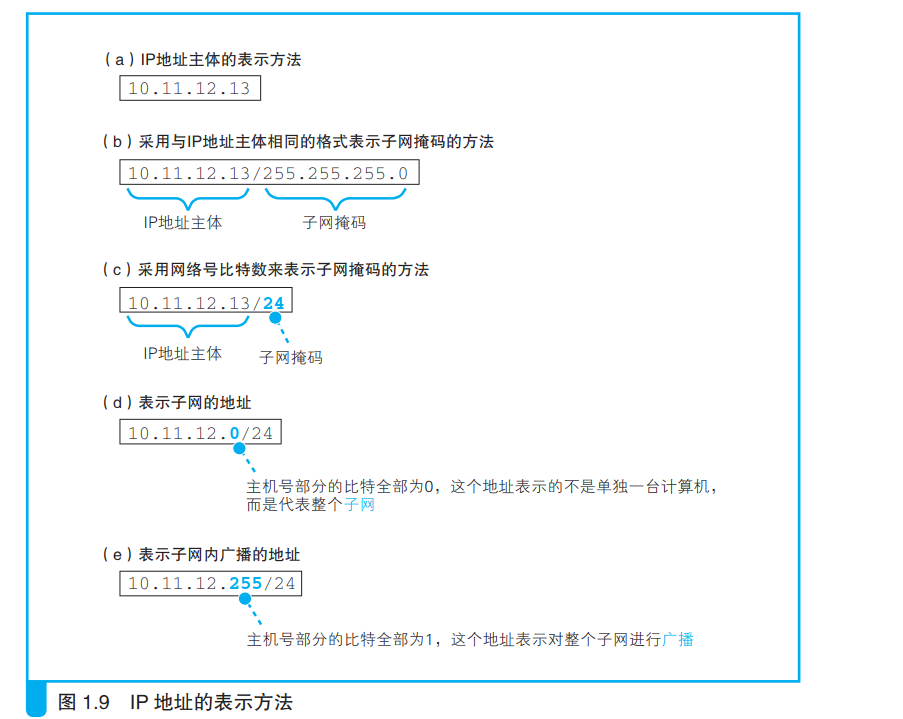 (a)IP地址主体的表示方法
10.11.12.13
(b)采用与IP地址主体相同的格式表示子网掩码的方法
10.11.12.13/255.255.255.0
IP地址主体 子网掩码
(c)采用网络号比特数来表示子网掩码的方法
10.11.12.13/24
IP地址主体 子网掩码
(d)表示子网的地址
10.11.12.0/24
主机号部分的比特全部为0，这个地址表示的不是单独一台计算机，
而是代表整个子网
(e)表示子网内广播的地址
10.11.12.255/24
主机号部分的比特全部为1，这个地址表示对整个子网进行广播
图 1.9 IP 地址的表示方法